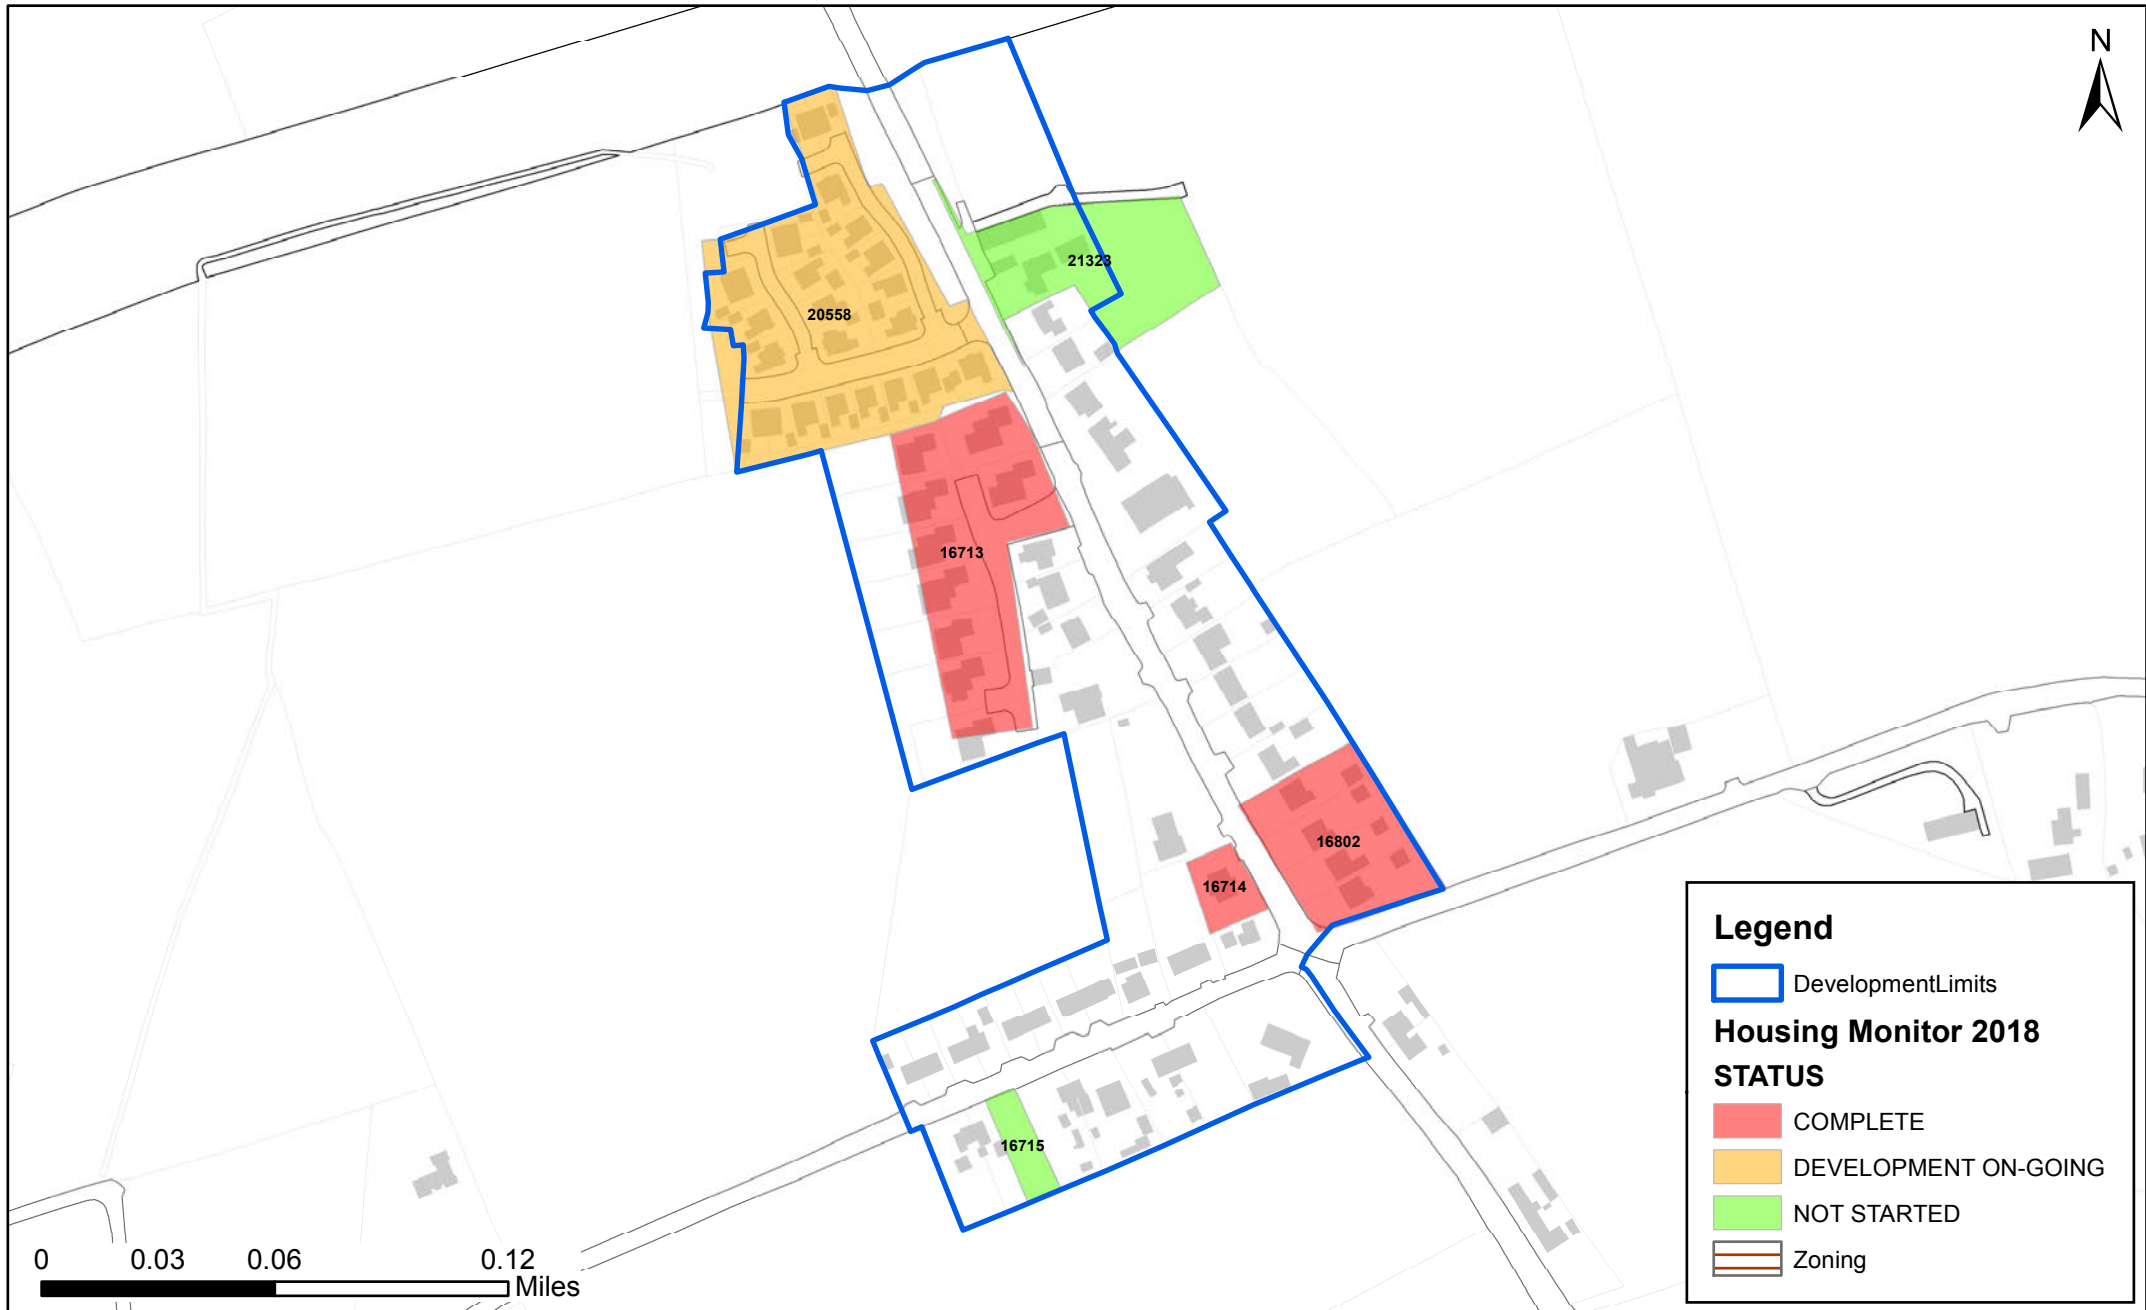 N
21323
20558
16713
16802
16714
16715
Legend
DevelopmentLimits
Housing Monitor 2018
STATUS
COMPLETE
DEVELOPMENT ON-GOING
NOT STARTED
Zoning
0 0.03 0.06 0.12
Miles